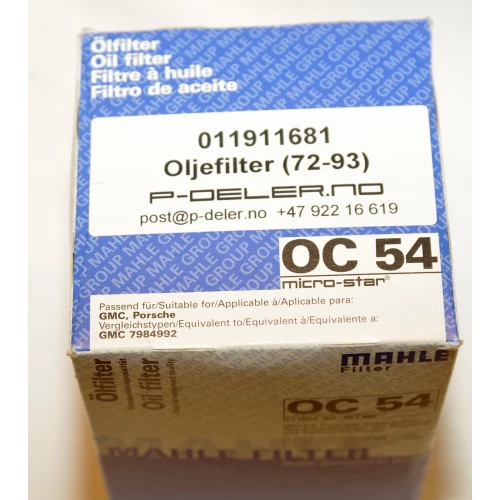 Ölfilter
Oil filter
Filtre à huile
Filtro de aceite
011911681
Oljefilter (72-93)
P-DELER.NO
post@p-deler.no +47 922 16 619
OC 54
micro-star®
Passend für/Suitable for/Applicable à/Aplicable para:
GMC, Porsche
Vergleichstypen/Equivalent to/Equivalent à/Equivalente a:
GMC 7984992
MAHLE
Filter
Ölfilter
Oil filter
OC 54
MAHLE FILTER